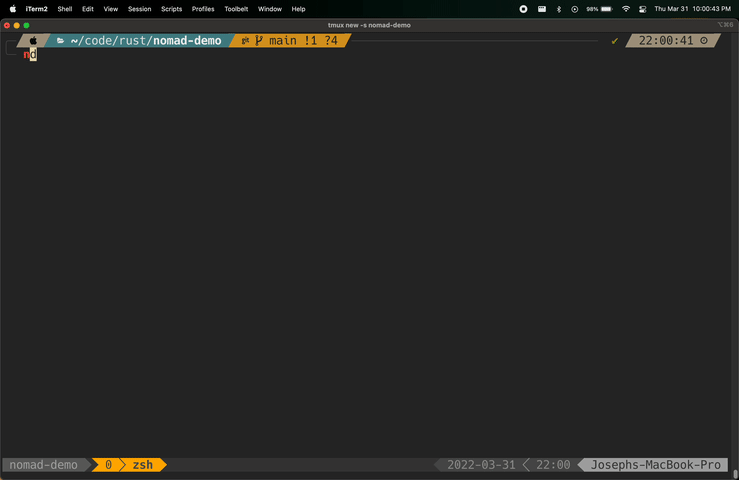 iTerm2 Shell Edit View Session Scripts Profiles Toolbelt Window Help 98% Thu Mar 31 10:00:43 PM
tmux new -s nomad-demo ⌥⌘8
~/code/rust/nomad-demo git main !1 ?4 ✔ 22:00:41
nd
nomad-demo 0 zsh 2022-03-31 22:00 Josephs-MacBook-Pro